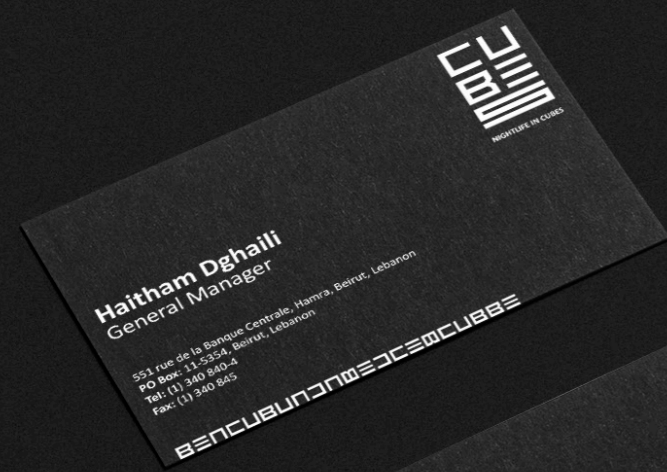 CU
BE
S
NIGHTLIFE IN CUBES
Haitham Dghaili
General Manager
551 rue de la Banque Centrale, Hamra, Beirut, Lebanon
PO Box: 11-5354, Beirut, Lebanon
Tel: (1) 340 840-4
Fax: (1) 340 845